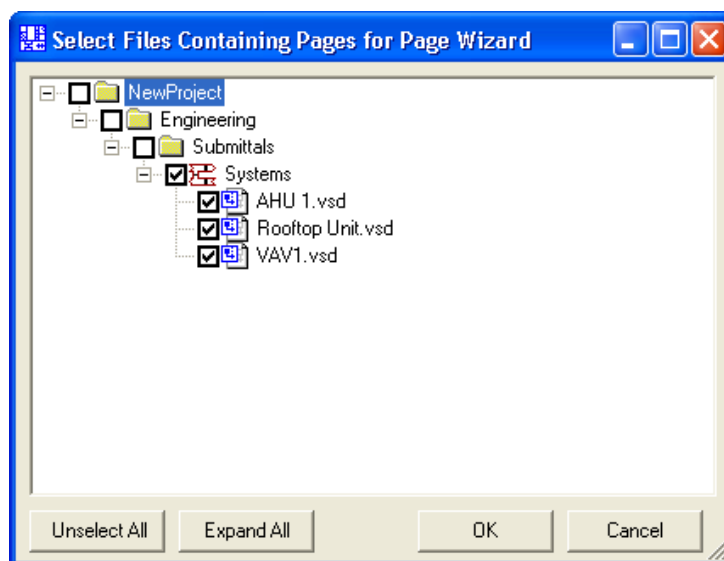 Select Files Containing Pages for Page Wizard
NewProject
Engineering
Submittals
Systems
AHU 1.vsd
Rooftop Unit.vsd
VAV1.vsd
Unselect All Expand All OK Cancel